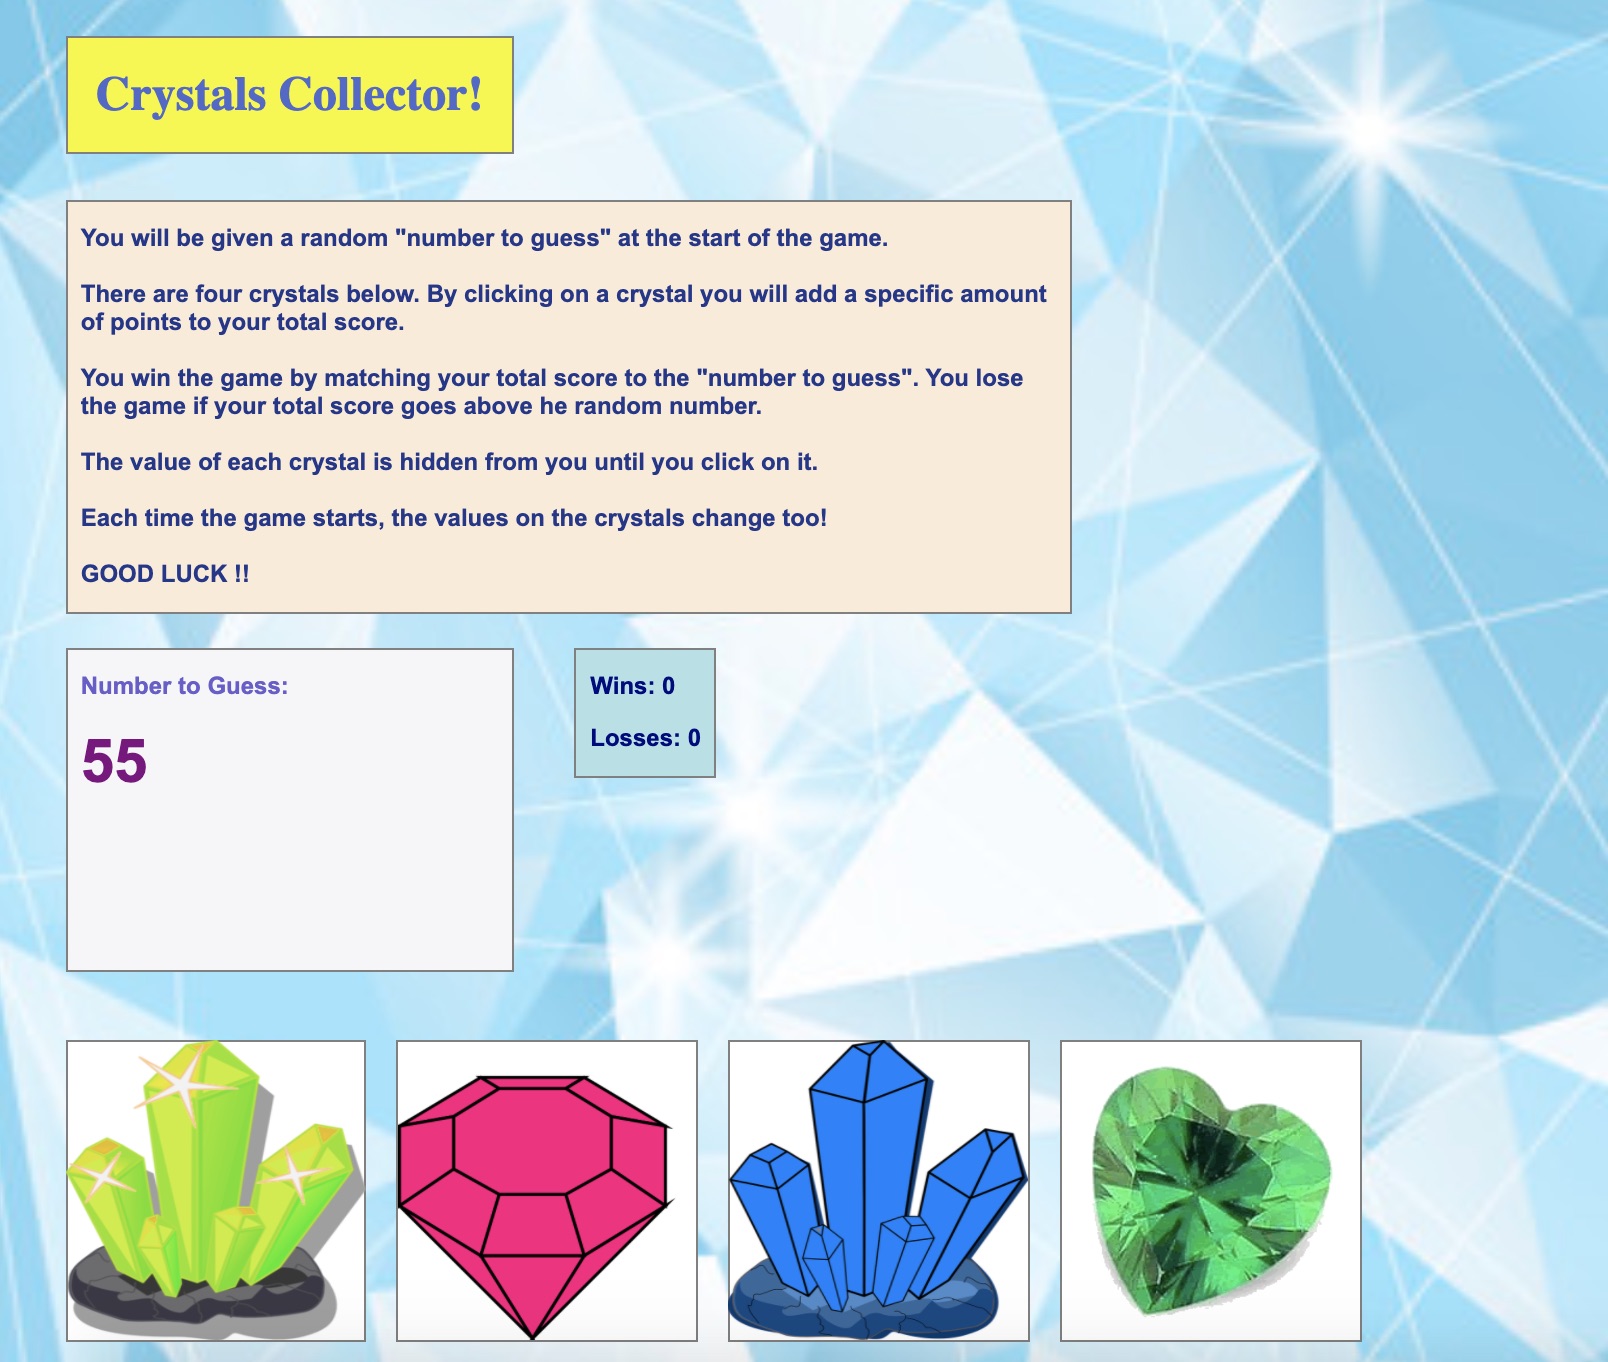 Crystals Collector!
You will be given a random "number to guess" at the start of the game.
There are four crystals below. By clicking on a crystal you will add a specific amount
of points to your total score.
You win the game by matching your total score to the "number to guess". You lose
the game if your total score goes above he random number.
The value of each crystal is hidden from you until you click on it.
Each time the game starts, the values on the crystals change too!
GOOD LUCK !!
Number to Guess:
55
Wins: 0
Losses: 0